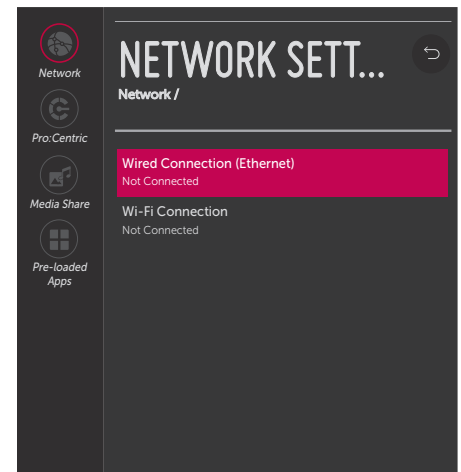 Network
Pro:Centric
Media Share
Pre-loaded
Apps
NETWORK SETT...
Network /
Wired Connection (Ethernet)
Not Connected
Wi-Fi Connection
Not Connected